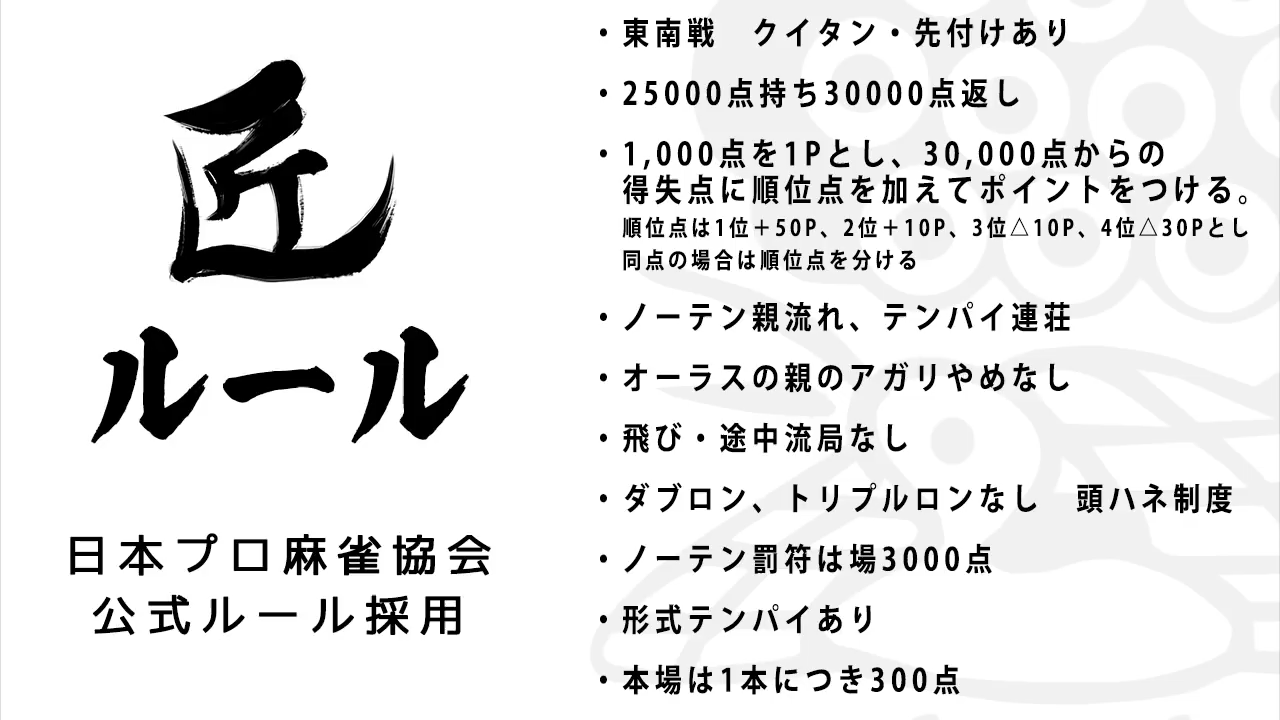 匠
ルール
日本プロ麻雀協会
公式ルール採用
・東南戦　クイタン・先付けあり
・25000点持ち30000点返し
・1,000点を1Pとし、30,000点からの
得失点に順位点を加えてポイントをつける。
順位点は1位＋50P、2位＋10P、3位△10P、4位△30Pとし
同点の場合は順位点を分ける
・ノーテン親流れ、テンパイ連荘
・オーラスの親のアガリやめなし
・飛び・途中流局なし
・ダブロン、トリプルロンなし　頭ハネ制度
・ノーテン罰符は場3000点
・形式テンパイあり
・本場は1本につき300点